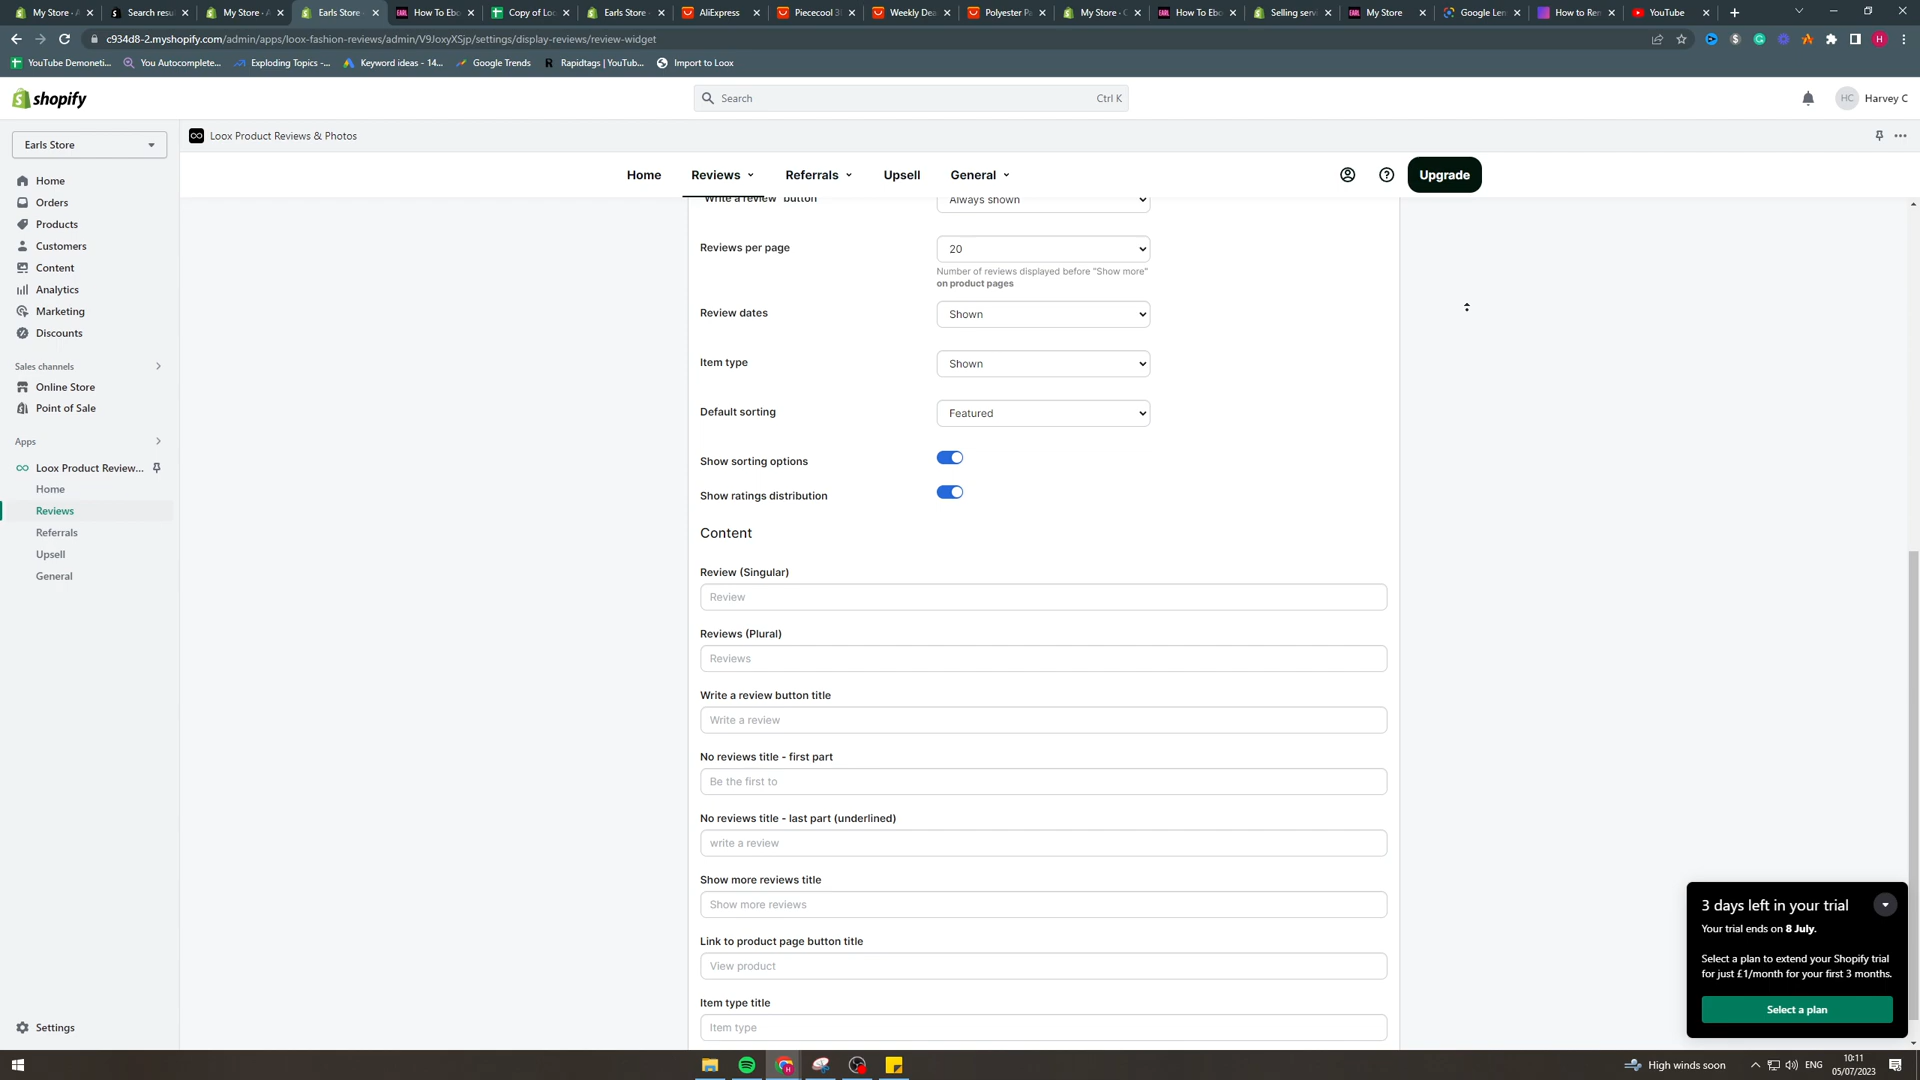 My Store · A
Search resu
My Store · A
Earls Store ·
How To Ebo
Copy of Loo
Earls Store ·
AliExpress
Piececool 3
Weekly Dea
Polyester Pa
My Store · C
How To Ebo
Selling serv
My Store
Google Len
How to Ren
YouTube
c934d8-2.myshopify.com/admin/apps/loox-fashion-reviews/admin/V9JoxyXSjp/settings/display-reviews/review-widget
YouTube Demoneti...
You Autocomplete...
Exploding Topics -...
Keyword ideas - 14...
Google Trends
Rapidtags | YouTub...
Import to Loox
shopify
Search
Ctrl K
HC
Harvey C
Earls Store
Loox Product Reviews & Photos
Home
Reviews
Referrals
Upsell
General
Upgrade
Home
Orders
Products
Customers
Content
Analytics
Marketing
Discounts
Sales channels
Online Store
Point of Sale
Apps
Loox Product Review...
Home
Reviews
Referrals
Upsell
General
Settings
"Write a review" button
Always shown
Reviews per page
20
Number of reviews displayed before "Show more"
on product pages
Review dates
Shown
Item type
Shown
Default sorting
Featured
Show sorting options
Show ratings distribution
Content
Review (Singular)
Review
Reviews (Plural)
Reviews
Write a review button title
Write a review
No reviews title - first part
Be the first to
No reviews title - last part (underlined)
write a review
Show more reviews title
Show more reviews
Link to product page button title
View product
Item type title
Item type
3 days left in your trial
Your trial ends on 8 July.
Select a plan to extend your Shopify trial
for just £1/month for your first 3 months.
Select a plan
High winds soon
ENG
10:11
05/07/2023